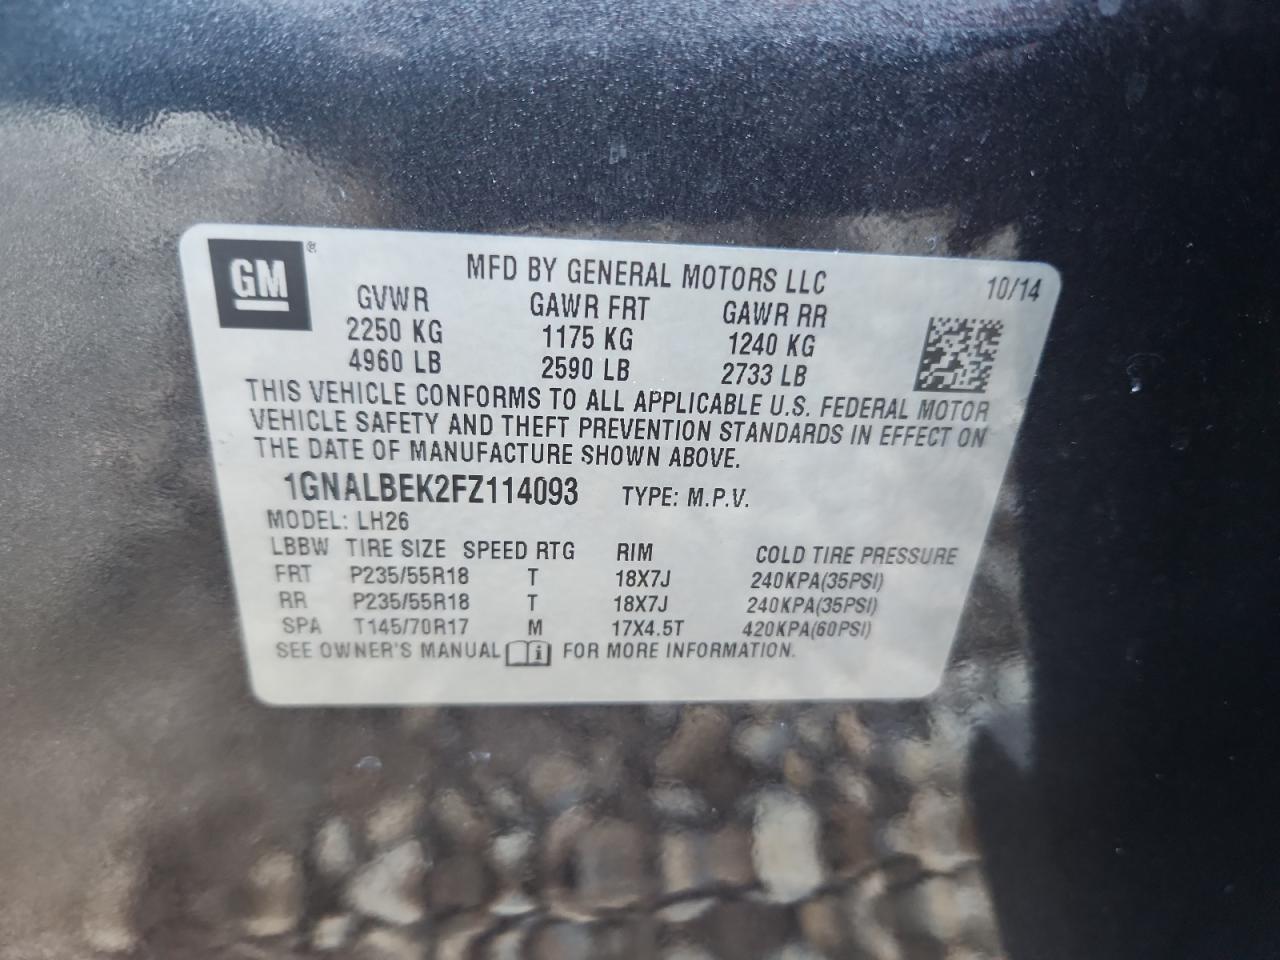 GM®
MFD BY GENERAL MOTORS LLC 10/14
GVWR GAWR FRT GAWR RR
2250 KG 1175 KG 1240 KG
4960 LB 2590 LB 2733 LB
THIS VEHICLE CONFORMS TO ALL APPLICABLE U.S. FEDERAL MOTOR
VEHICLE SAFETY AND THEFT PREVENTION STANDARDS IN EFFECT ON
THE DATE OF MANUFACTURE SHOWN ABOVE.
1GNALBEK2FZ114093 TYPE: M.P.V.
MODEL: LH26
LBBW TIRE SIZE SPEED RTG RIM COLD TIRE PRESSURE
FRT P235/55R18 T 18X7J 240KPA(35PSI)
RR P235/55R18 T 18X7J 240KPA(35PSI)
SPA T145/70R17 M 17X4.5T 420KPA(60PSI)
SEE OWNER'S MANUAL i FOR MORE INFORMATION.